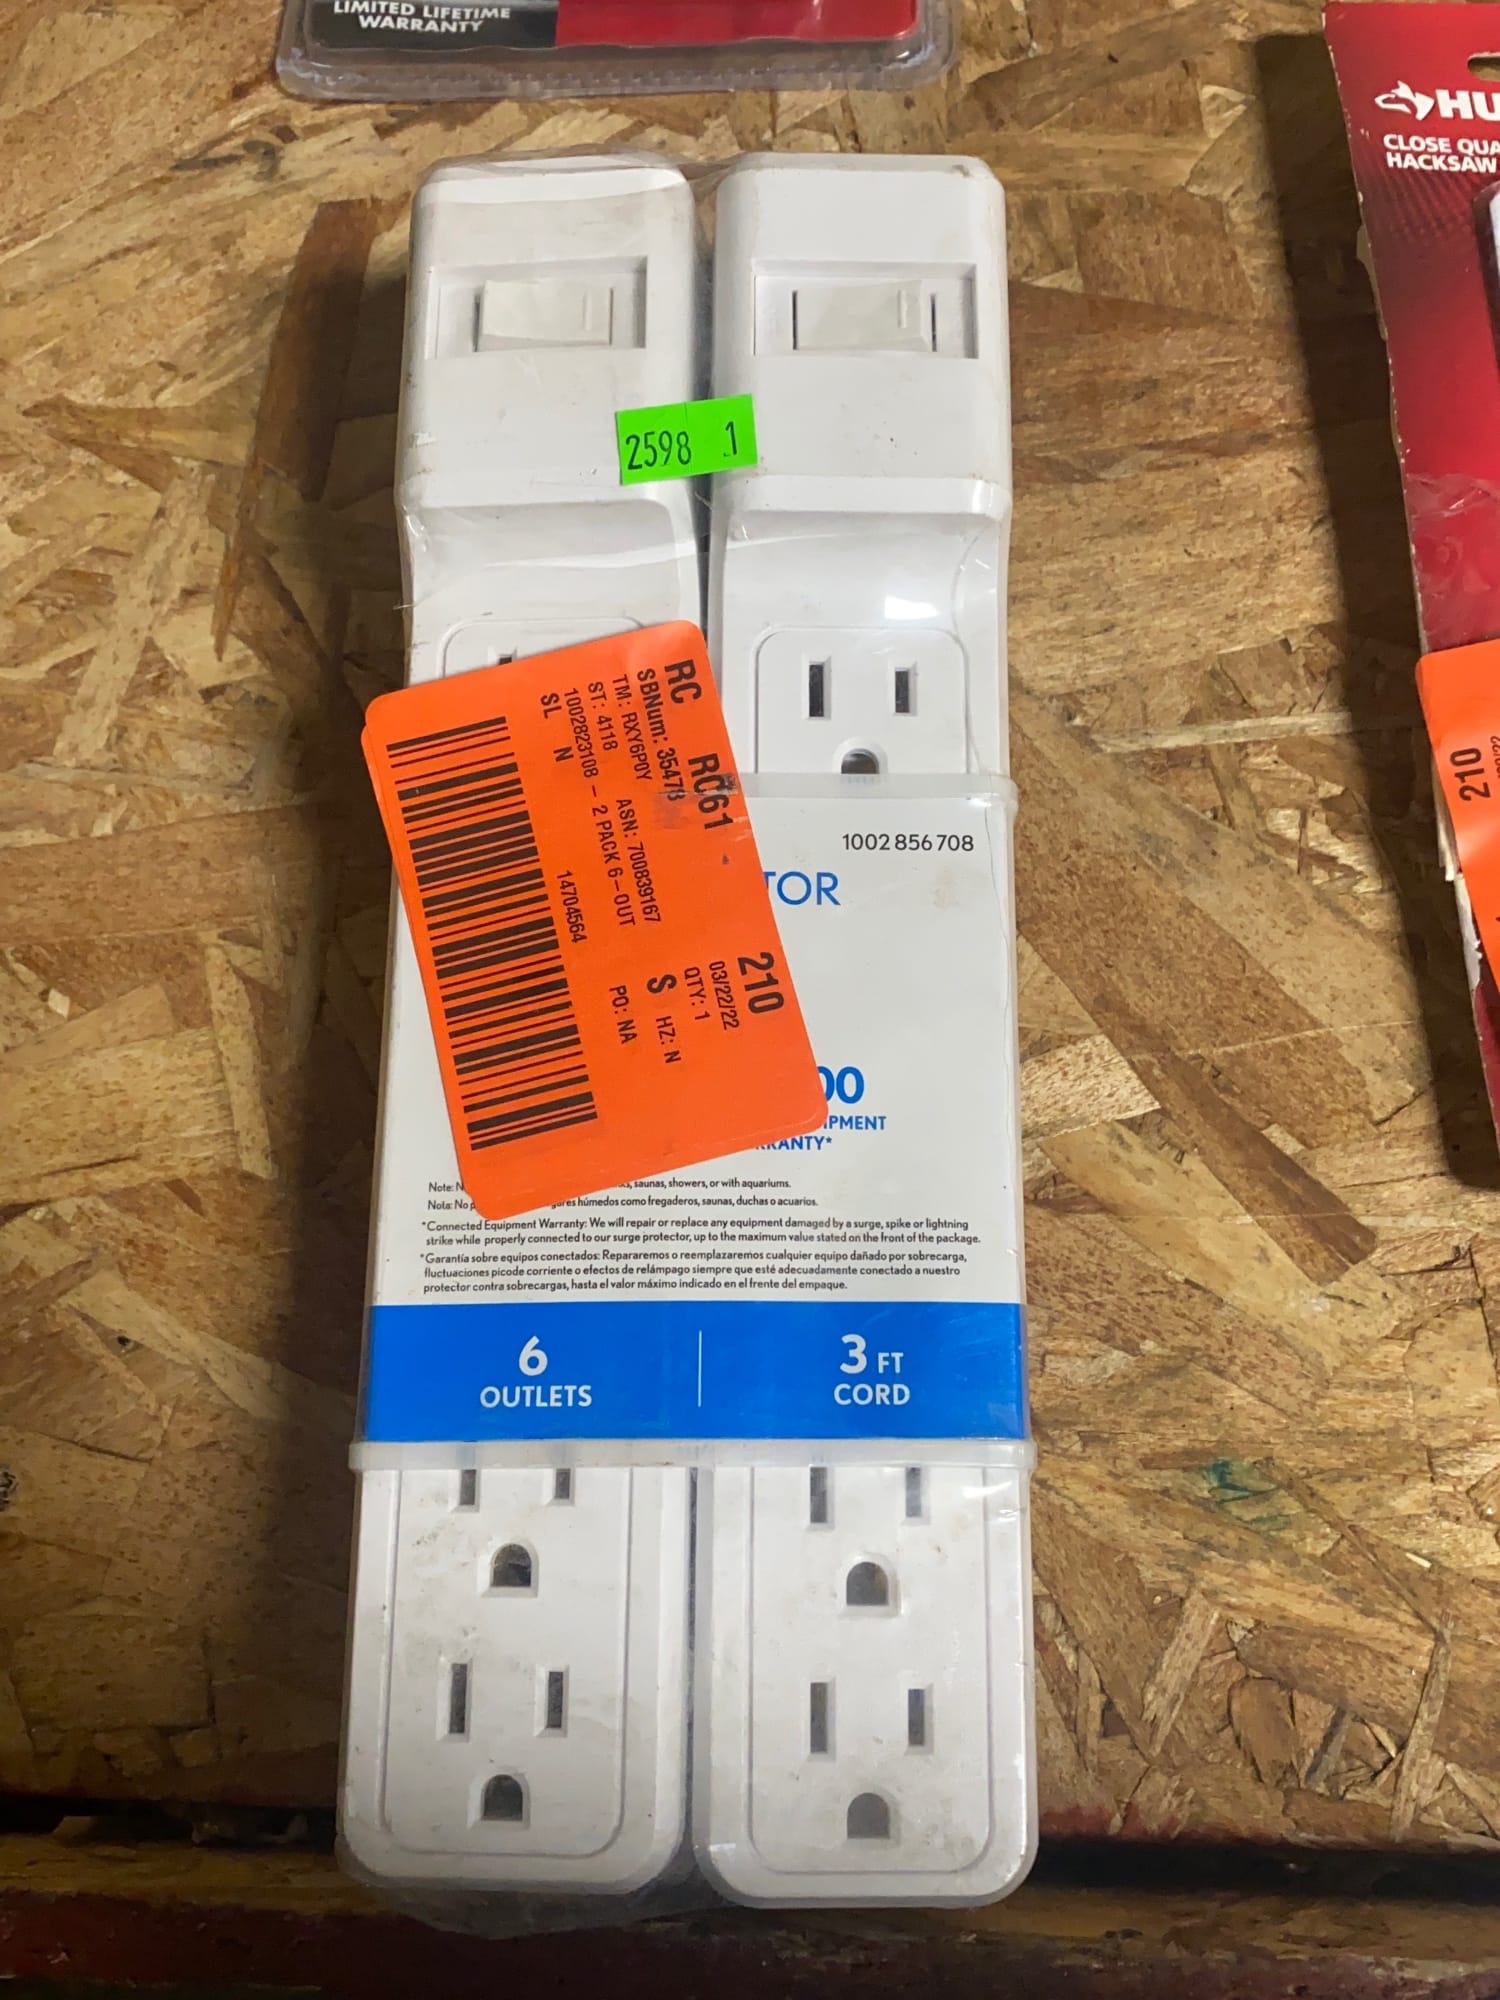 LIMITED LIFETIME
WARRANTY
HU
CLOSE QUA
HACKSAW
2598 1
RC RC61 210
SBNum: 35478 03/22/22
TM: RXY6P0Y ASN: 700839167 QTY: 1
ST: 4118 S HZ: N
1002823108 - 2 PACK 6-OUT PO: NA
SL N 14704564
1002 856 708
TOR
00
IPMENT
RRANTY*
Note: N saunas, showers, or with aquariums.
Nota: No p res húmedos como fregaderos, saunas, duchas o acuarios.
*Connected Equipment Warranty: We will repair or replace any equipment damaged by a surge, spike or lightning
strike while properly connected to our surge protector, up to the maximum value stated on the front of the package.
*Garantía sobre equipos conectados: Repararemos o reemplazaremos cualquier equipo dañado por sobrecarga,
fluctuaciones picode corriente o efectos de relámpago siempre que esté adecuadamente conectado a nuestro
protector contra sobrecargas, hasta el valor máximo indicado en el frente del empaque.
6
OUTLETS
3 FT
CORD
210